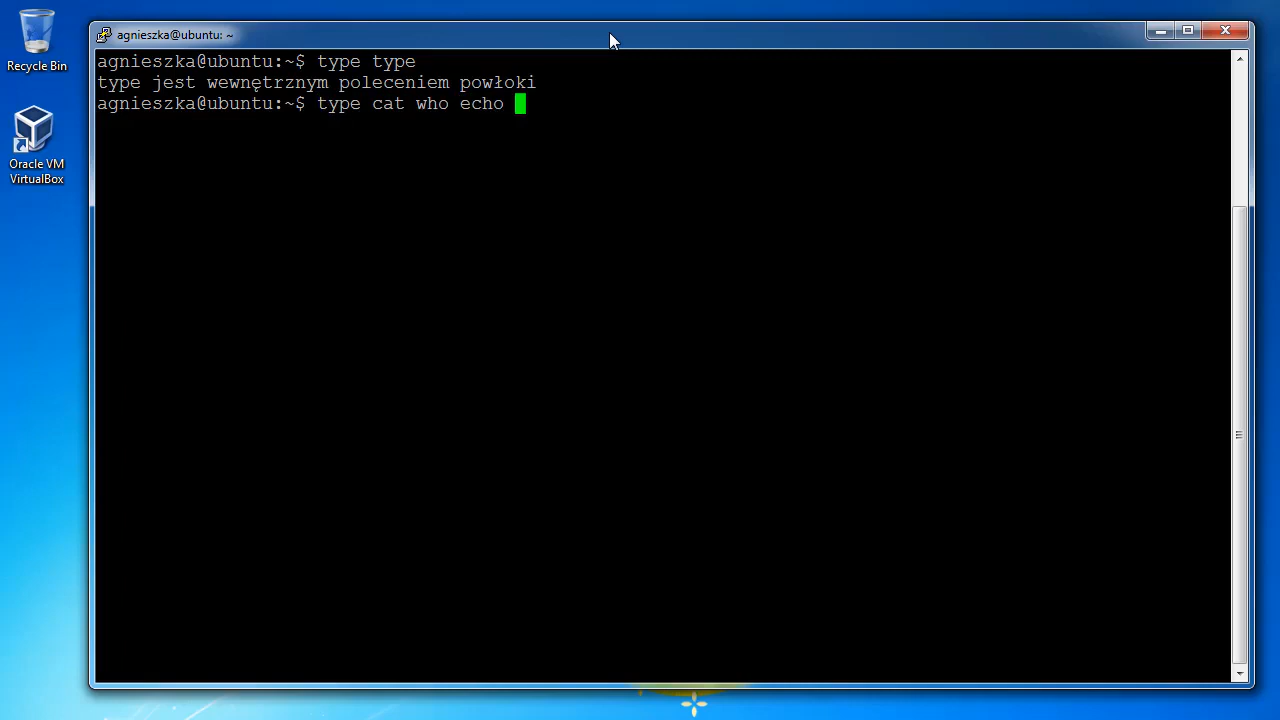 Recycle Bin
Oracle VM
VirtualBox
agnieszka@ubuntu: ~
agnieszka@ubuntu:~$ type type
type jest wewnętrznym poleceniem powłoki
agnieszka@ubuntu:~$ type cat who echo